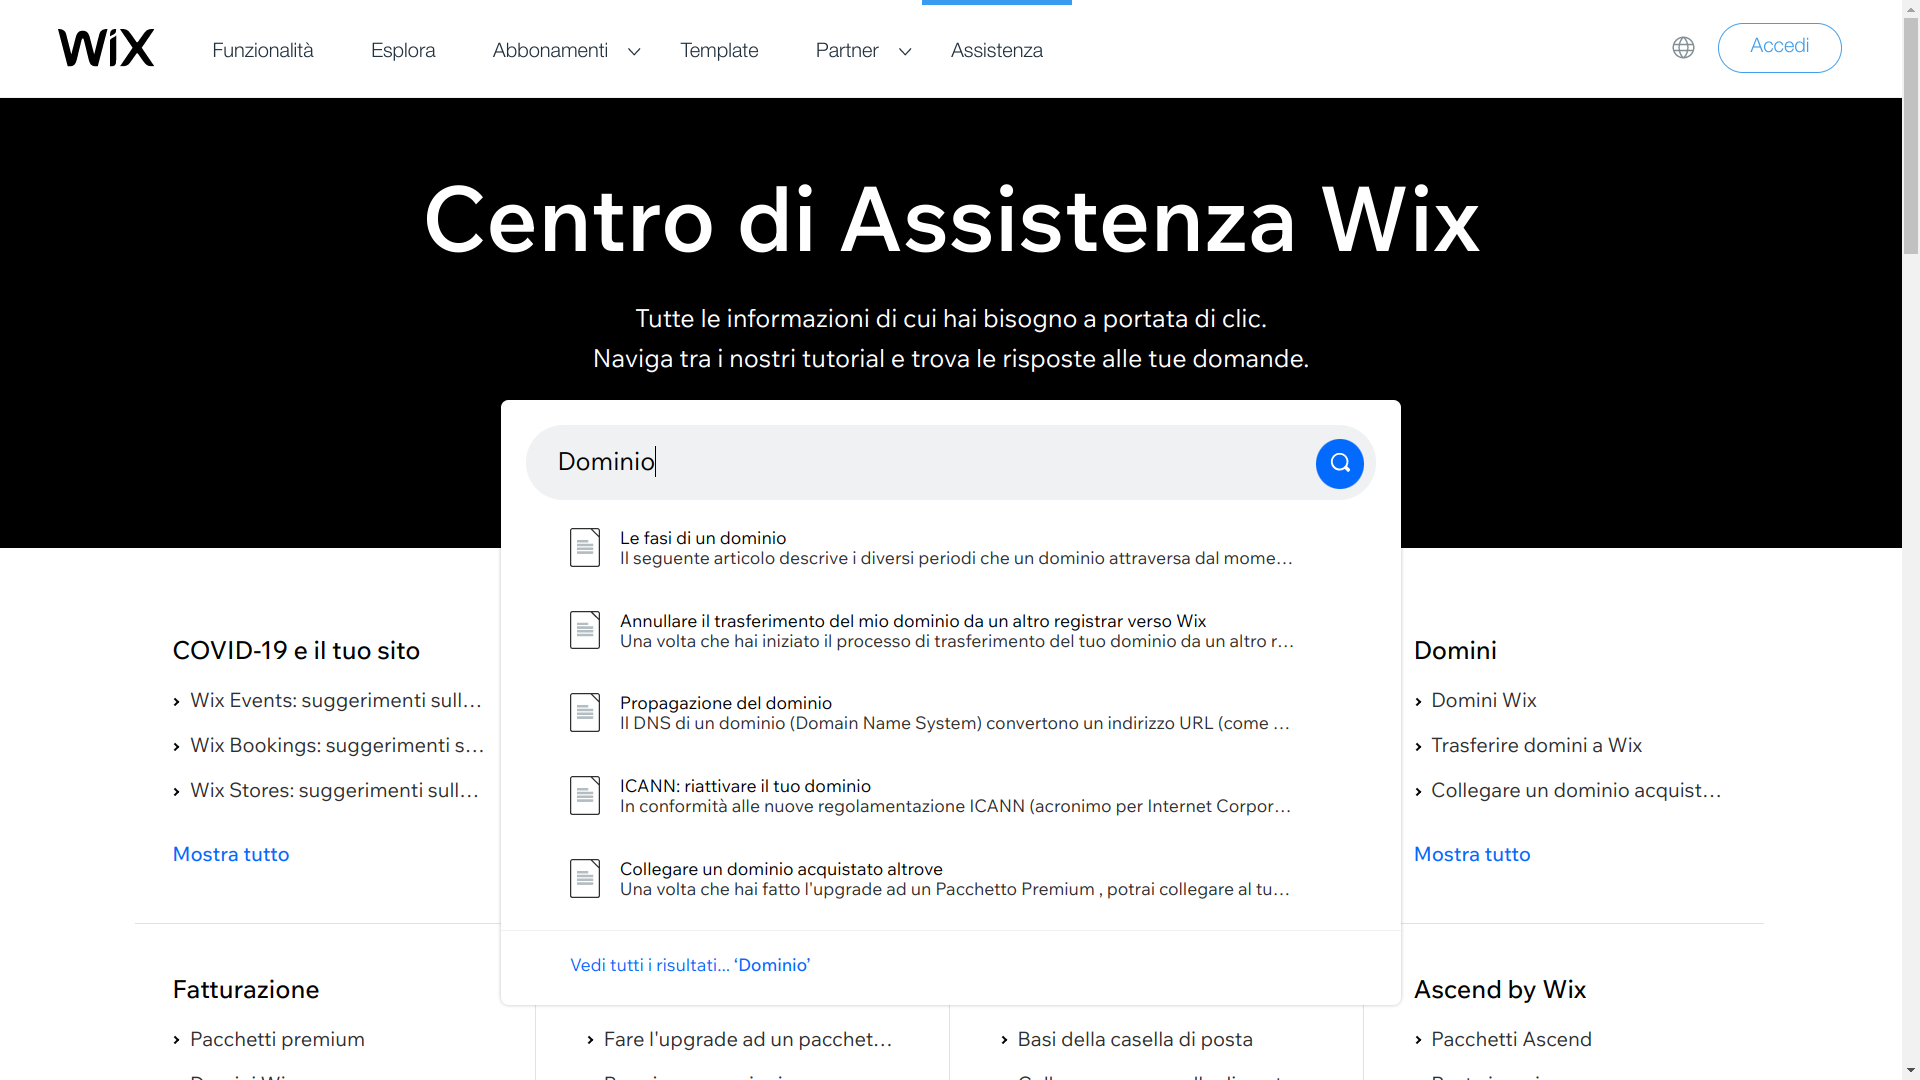 WiX
Funzionalità
Esplora
Abbonamenti
Template
Partner
Assistenza
Accedi
Centro di Assistenza Wix
Tutte le informazioni di cui hai bisogno a portata di clic.
Naviga tra i nostri tutorial e trova le risposte alle tue domande.
Dominio
Le fasi di un dominio
Il seguente articolo descrive i diversi periodi che un dominio attraversa dal mome…
Annullare il trasferimento del mio dominio da un altro registrar verso Wix
Una volta che hai iniziato il processo di trasferimento del tuo dominio da un altro r…
Propagazione del dominio
Il DNS di un dominio (Domain Name System) convertono un indirizzo URL (come …
ICANN: riattivare il tuo dominio
In conformità alle nuove regolamentazione ICANN (acronimo per Internet Corpor…
Collegare un dominio acquistato altrove
Una volta che hai fatto l'upgrade ad un Pacchetto Premium , potrai collegare al tu…
Vedi tutti i risultati... ‘Dominio’
COVID-19 e il tuo sito
Wix Events: suggerimenti sull…
Wix Bookings: suggerimenti s…
Wix Stores: suggerimenti sull…
Mostra tutto
Domini
Domini Wix
Trasferire domini a Wix
Collegare un dominio acquist…
Mostra tutto
Fatturazione
Pacchetti premium
Fare l'upgrade ad un pacchet…
Basi della casella di posta
Ascend by Wix
Pacchetti Ascend